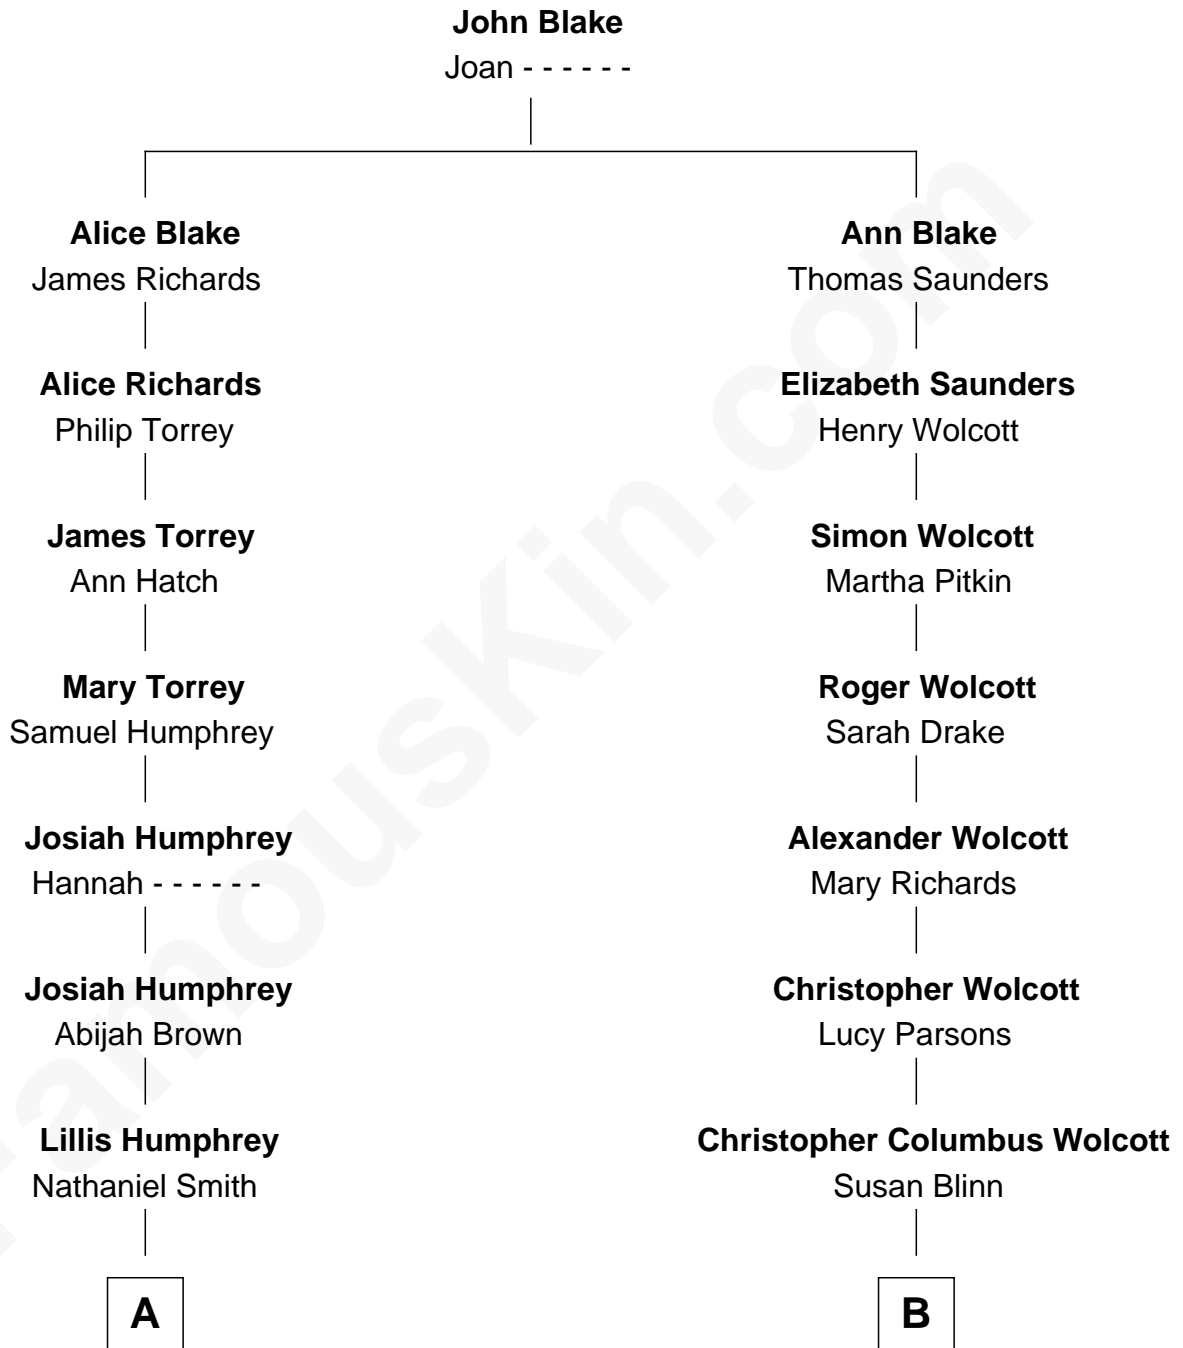 John Blake
Joan - - - - - -
Alice Blake
James Richards
Ann Blake
Thomas Saunders
Alice Richards
Philip Torrey
Elizabeth Saunders
Henry Wolcott
James Torrey
Ann Hatch
Simon Wolcott
Martha Pitkin
Mary Torrey
Samuel Humphrey
Roger Wolcott
Sarah Drake
Josiah Humphrey
Hannah - - - - - -
Alexander Wolcott
Mary Richards
Josiah Humphrey
Abijah Brown
Christopher Wolcott
Lucy Parsons
Lillis Humphrey
Nathaniel Smith
Christopher Columbus Wolcott
Susan Blinn
A
B
FamousKin.com